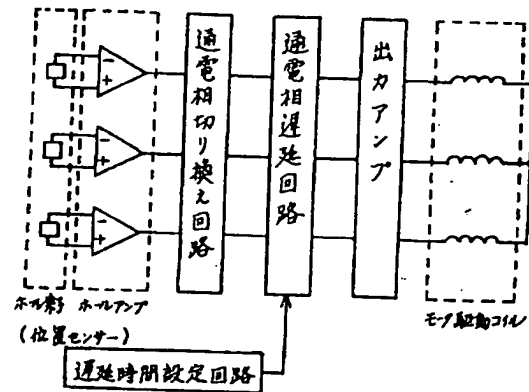 通電相切り換え回路
通電相遅延回路
出力アンプ
ホール素子
ホールアンプ
(位置センサー)
モータ駆動コイル
遅延時間設定回路